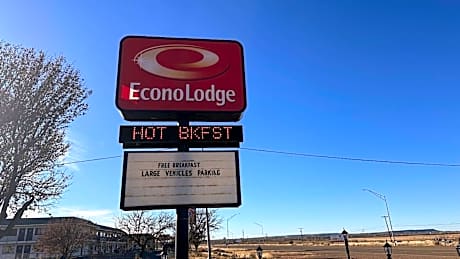 EconoLodge
HOT BKFST
FREE BREAKFAST
LARGE VEHICLES PARKING